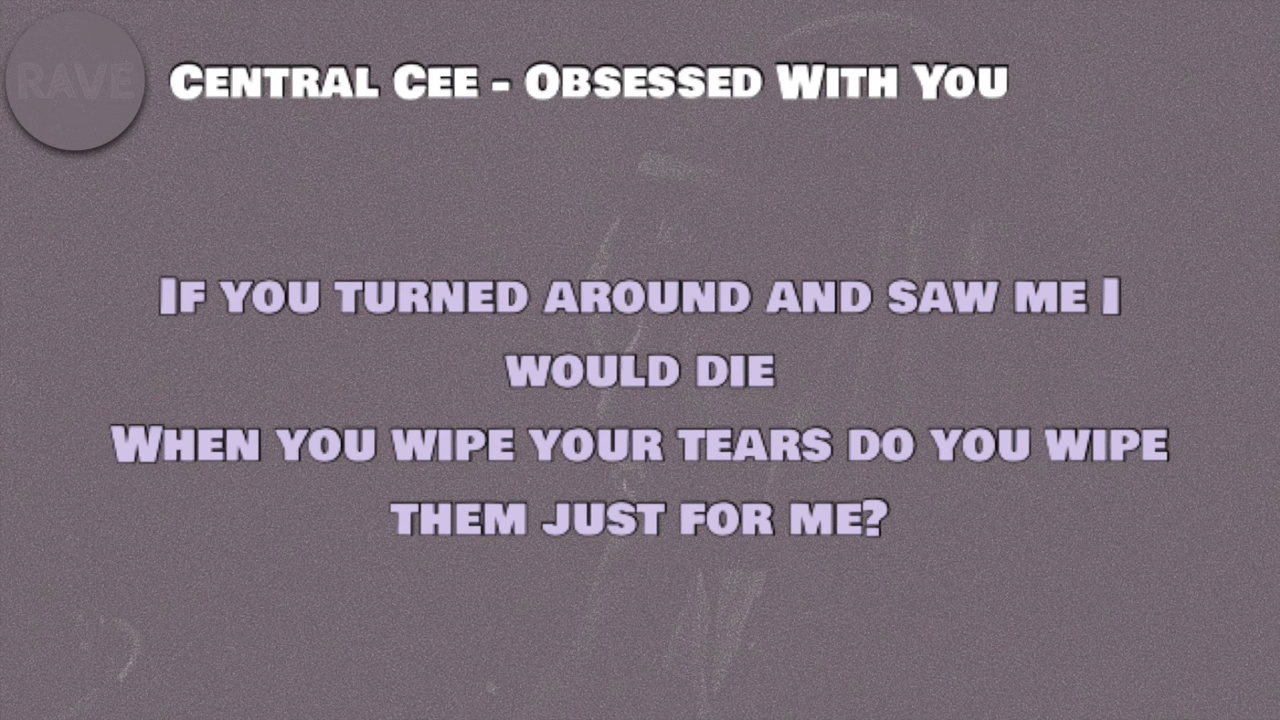 RAVE
Central Cee - Obsessed With You
If you turned around and saw me I
would die
When you wipe your tears do you wipe
them just for me?